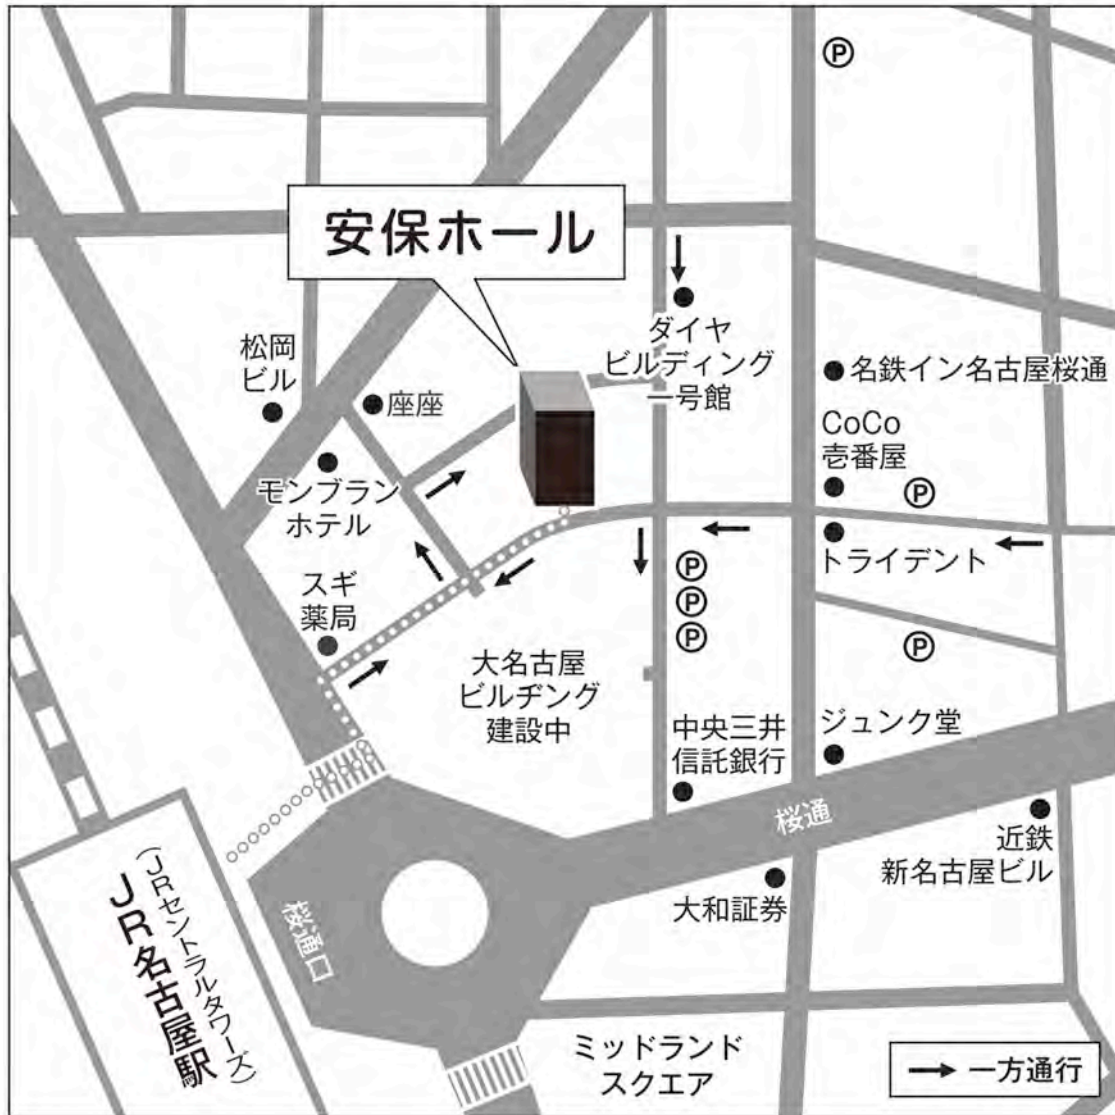 Ⓟ
安保ホール
ダイヤ
ビルディング
一号館
松岡
ビル
座座
名鉄イン名古屋桜通
CoCo
壱番屋
Ⓟ
モンブラン
ホテル
トライデント
スギ
薬局
Ⓟ
Ⓟ
Ⓟ
Ⓟ
大名古屋
ビルヂング
建設中
中央三井
信託銀行
ジュンク堂
桜通
近鉄
新名古屋ビル
大和証券
桜通口
(JRセントラルタワーズ)
JR名古屋駅
ミッドランド
スクエア
→ 一方通行